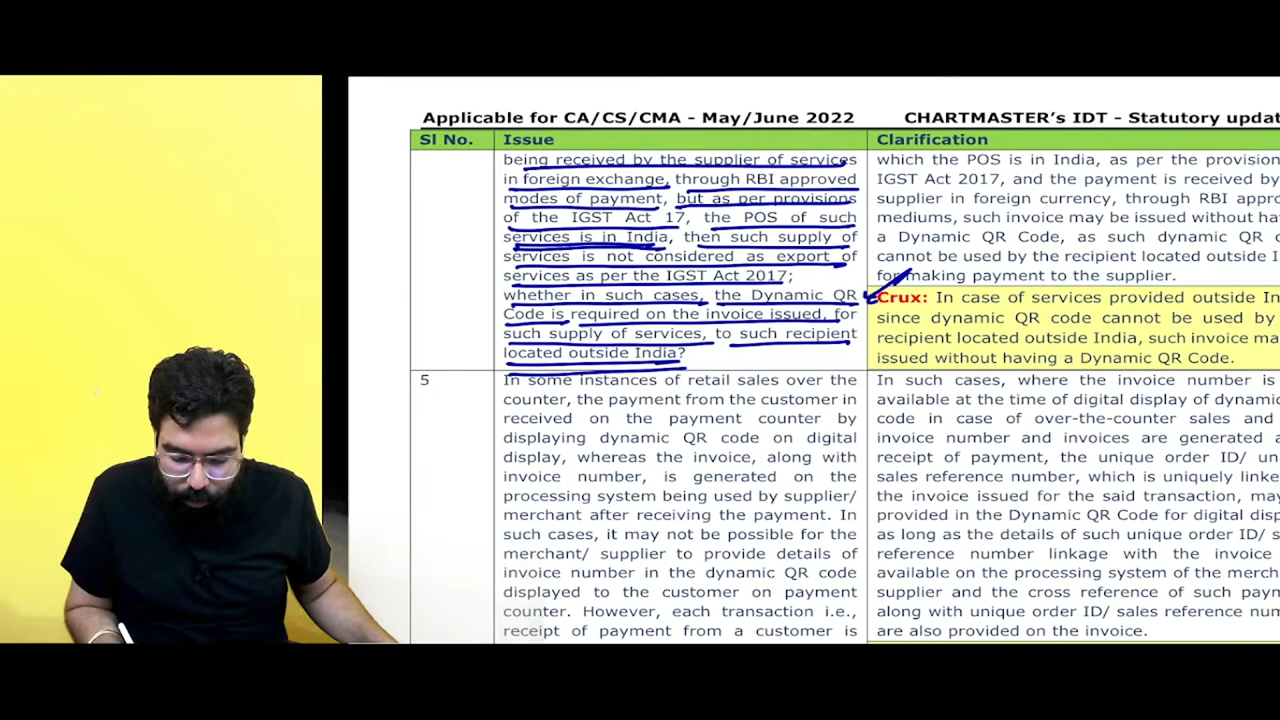 Applicable for CA/CS/CMA - May/June 2022
CHARTMASTER's IDT - Statutory updat
Sl No.
Issue
Clarification
being received by the supplier of services
in foreign exchange, through RBI approved
modes of payment, but as per provisions
of the IGST Act 17, the POS of such
services is in India, then such supply of
services is not considered as export of
services as per the IGST Act 2017;
whether in such cases, the Dynamic QR
Code is required on the invoice issued, for
such supply of services, to such recipient
located outside India?
which the POS is in India, as per the provision
IGST Act 2017, and the payment is received by
supplier in foreign currency, through RBI appro
mediums, such invoice may be issued without ha
a Dynamic QR Code, as such dynamic QR c
cannot be used by the recipient located outside I
for making payment to the supplier.
Crux: In case of services provided outside In
since dynamic QR code cannot be used by
recipient located outside India, such invoice ma
issued without having a Dynamic QR Code.
5
In some instances of retail sales over the
counter, the payment from the customer in
received on the payment counter by
displaying dynamic QR code on digital
display, whereas the invoice, along with
invoice number, is generated on the
processing system being used by supplier/
merchant after receiving the payment. In
such cases, it may not be possible for the
merchant/ supplier to provide details of
invoice number in the dynamic QR code
displayed to the customer on payment
counter. However, each transaction i.e.,
receipt of payment from a customer is
In such cases, where the invoice number is
available at the time of digital display of dynamic
code in case of over-the-counter sales and
invoice number and invoices are generated a
receipt of payment, the unique order ID/ un
sales reference number, which is uniquely linke
the invoice issued for the said transaction, may
provided in the Dynamic QR Code for digital disp
as long as the details of such unique order ID/ s
reference number linkage with the invoice
available on the processing system of the merch
supplier and the cross reference of such paym
along with unique order ID/ sales reference num
are also provided on the invoice.